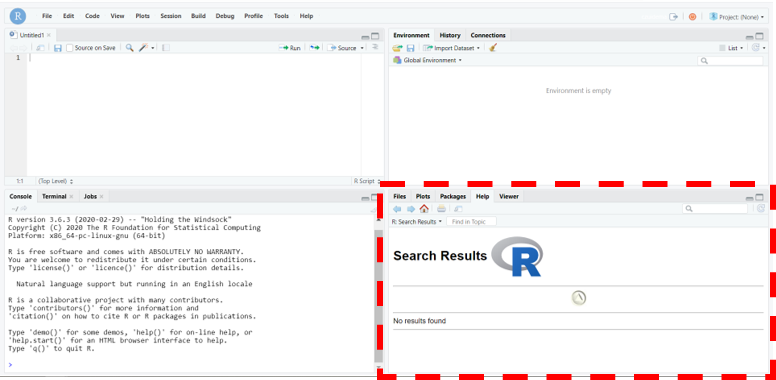 R File Edit Code View Plots Session Build Debug Profile Tools Help Project: (None)
Untitled1
Source on Save Run Source
1
1:1 (Top Level) R Script
Environment History Connections
Import Dataset List
Global Environment
Environment is empty
Console Terminal Jobs
~/
R version 3.6.3 (2020-02-29) -- "Holding the Windsock"
Copyright (C) 2020 The R Foundation for Statistical Computing
Platform: x86_64-pc-linux-gnu (64-bit)
R is free software and comes with ABSOLUTELY NO WARRANTY.
You are welcome to redistribute it under certain conditions.
Type 'license()' or 'licence()' for distribution details.
Natural language support but running in an English locale
R is a collaborative project with many contributors.
Type 'contributors()' for more information and
'citation()' on how to cite R or R packages in publications.
Type 'demo()' for some demos, 'help()' for on-line help, or
'help.start()' for an HTML browser interface to help.
Type 'q()' to quit R.
>
Files Plots Packages Help Viewer
R: Search Results Find in Topic
Search Results R
No results found